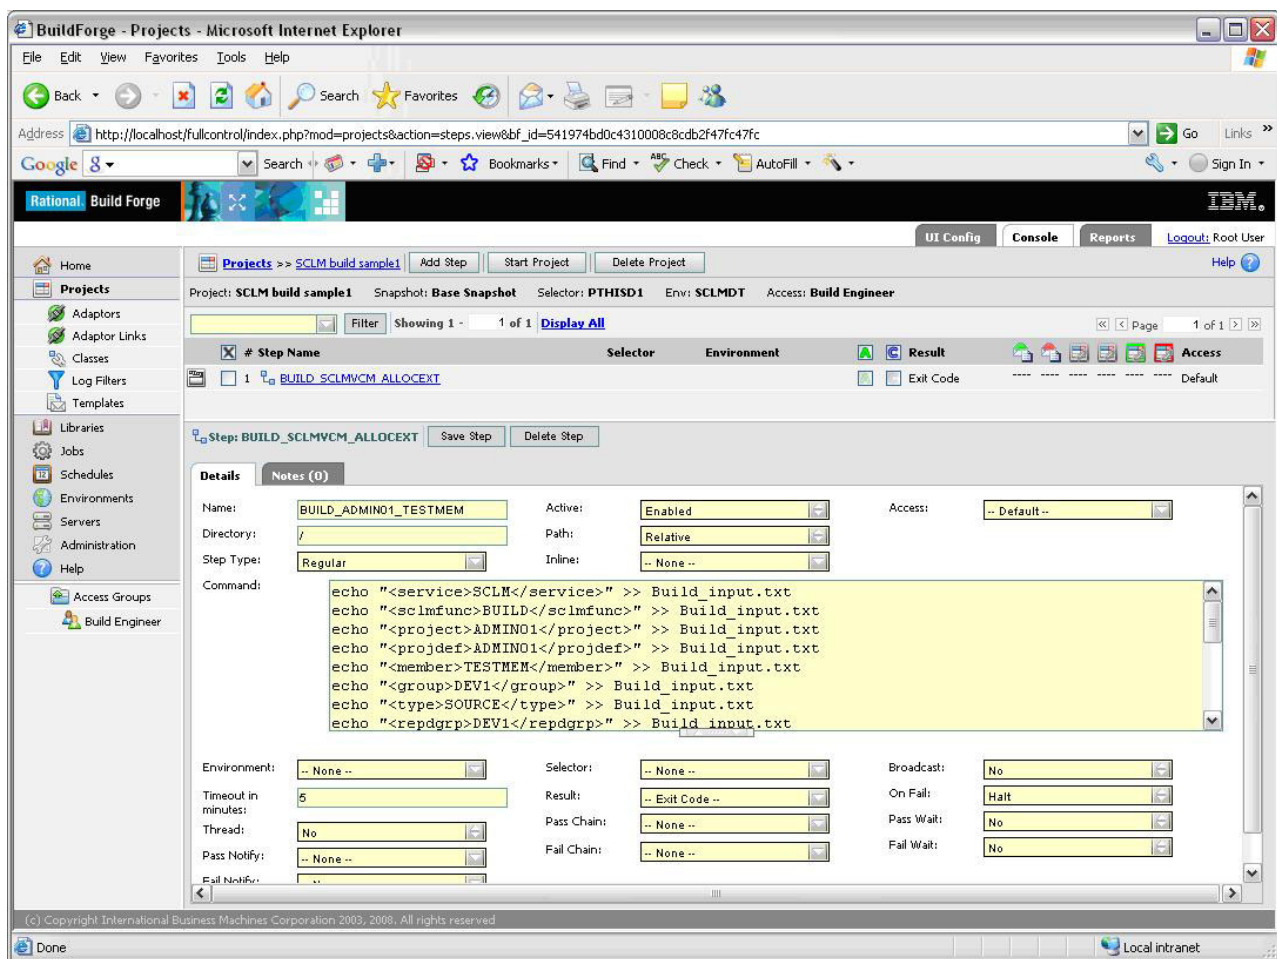 BuildForge - Projects - Microsoft Internet Explorer
File Edit View Favorites Tools Help
Back Search Favorites
Address http://localhost/fullcontrol/index.php?mod=projects&action=steps.view&bf_id=541974bd0c4310008c8cdb2f47fc47fc Go Links »
Google Search Bookmarks Find ABC Check AutoFill Sign In
Rational. Build Forge IBM.
UI Config Console Reports Logout: Root User
Home
Projects
Adaptors
Adaptor Links
Classes
Log Filters
Templates
Libraries
Jobs
Schedules
Environments
Servers
Administration
Help
Access Groups
Build Engineer
Projects >> SCLM build sample1 Add Step Start Project Delete Project Help
Project: SCLM build sample1 Snapshot: Base Snapshot Selector: PTHISD1 Env: SCLMDT Access: Build Engineer
Filter Showing 1 - 1 of 1 Display All Page 1 of 1
X # Step Name Selector Environment A C Result Access
1 BUILD_SCLMVCM_ALLOCEXT Exit Code ---- ---- ---- ---- ---- ---- Default
Step: BUILD_SCLMVCM_ALLOCEXT Save Step Delete Step
Details Notes (0)
Name: BUILD_ADMIN01_TESTMEM Active: Enabled Access: -- Default --
Directory: / Path: Relative
Step Type: Regular Inline: -- None --
Command:
echo "<service>SCLM</service>" >> Build_input.txt
echo "<sclmfunc>BUILD</sclmfunc>" >> Build_input.txt
echo "<project>ADMIN01</project>" >> Build_input.txt
echo "<projdef>ADMIN01</projdef>" >> Build_input.txt
echo "<member>TESTMEM</member>" >> Build_input.txt
echo "<group>DEV1</group>" >> Build_input.txt
echo "<type>SOURCE</type>" >> Build_input.txt
echo "<repdgrp>DEV1</repdgrp>" >> Build_input.txt
Environment: -- None -- Selector: -- None -- Broadcast: No
Timeout in minutes: 5 Result: -- Exit Code -- On Fail: Halt
Thread: No Pass Chain: -- None -- Pass Wait: No
Pass Notify: -- None -- Fail Chain: -- None -- Fail Wait: No
Fail Notify:
(c) Copyright International Business Machines Corporation 2003, 2008. All rights reserved
Done Local intranet